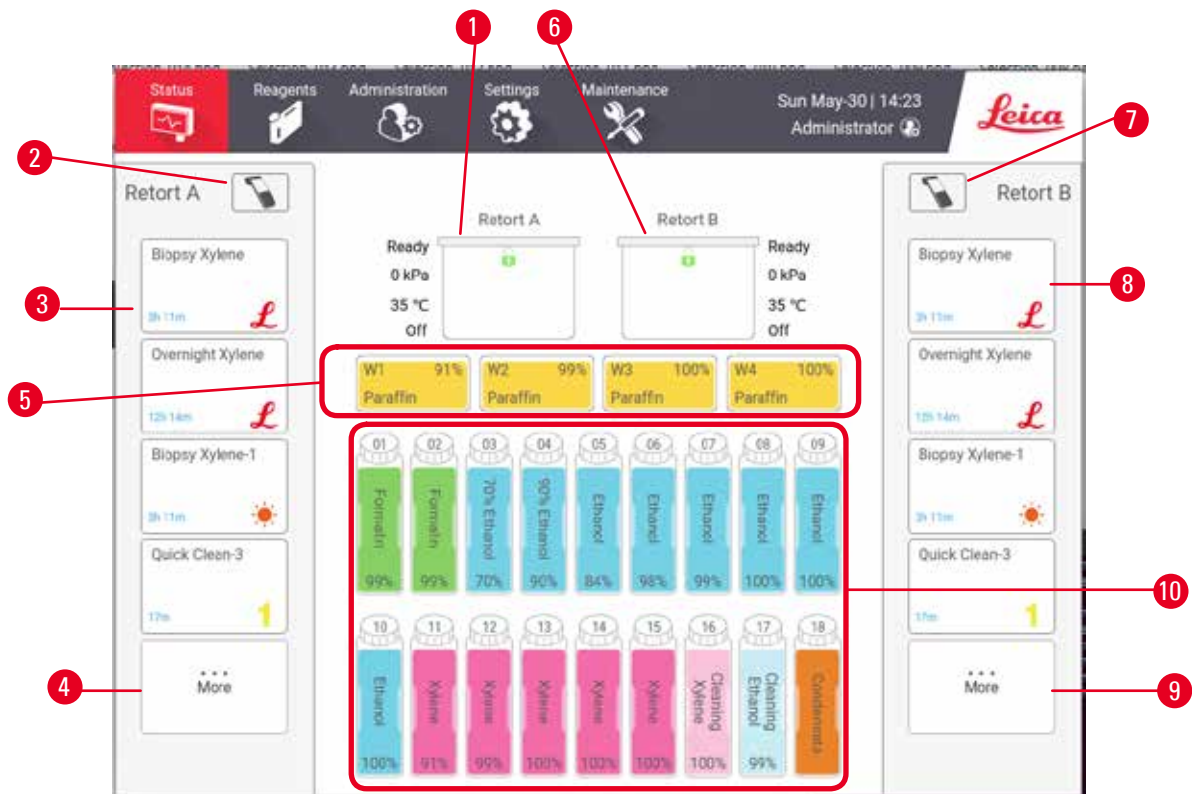 1
6
Status
Reagents
Administration
Settings
Maintenance
Sun May-30 | 14:23
Administrator
Leica
7
2
Retort A
Retort B
Retort A
Retort B
Biopsy Xylene
3h 11m
3
Overnight Xylene
12h 14m
Biopsy Xylene-1
3h 11m
Quick Clean-3
17m
1
... More
4
Ready
0 kPa
35 °C
Off
Ready
0 kPa
35 °C
Off
5
W1 91%
Paraffin
W2 99%
Paraffin
W3 100%
Paraffin
W4 100%
Paraffin
01 02 03 04 05 06 07 08 09
Formalin
Formalin
70% Ethanol
90% Ethanol
Ethanol
Ethanol
Ethanol
Ethanol
Ethanol
99% 99% 70% 90% 84% 98% 99% 100% 100%
10 11 12 13 14 15 16 17 18
Ethanol
Xylene
Xylene
Xylene
Xylene
Xylene
Cleaning
Xylene
Cleaning
Ethanol
Condensate
100% 91% 99% 100% 100% 100% 100% 99%
10
Biopsy Xylene
3h 11m
8
Overnight Xylene
12h 14m
Biopsy Xylene-1
3h 11m
Quick Clean-3
17m
1
... More
9